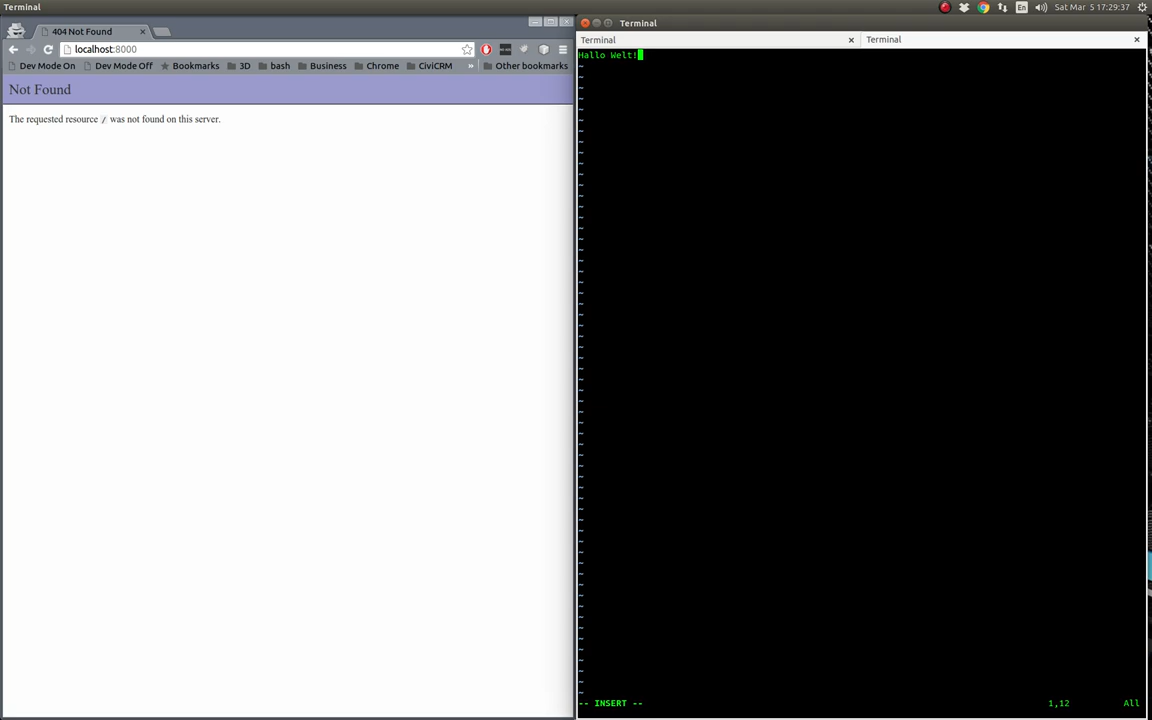 Terminal
En
Sat Mar 5 17:29:37
404 Not Found
localhost:8000
Dev Mode On
Dev Mode Off
Bookmarks
3D
bash
Business
Chrome
CiviCRM
»
Other bookmarks
Not Found
The requested resource / was not found on this server.
Terminal
Terminal
Terminal
Hallo Welt!
-- INSERT --
1,12
All